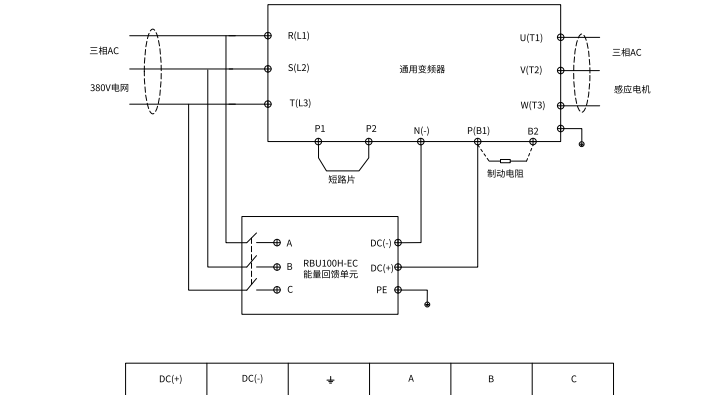 R(L1)
U(T1)
三相AC
三相AC
S(L2)
通用变频器
V(T2)
380V电网
感应电机
T(L3)
W(T3)
P1
P2
N(-)
P(B1)
B2
短路片
制动电阻
A
DC(-)
B
RBU100H-EC
DC(+)
能量回馈单元
C
PE
DC(+)
DC(-)
A
B
C